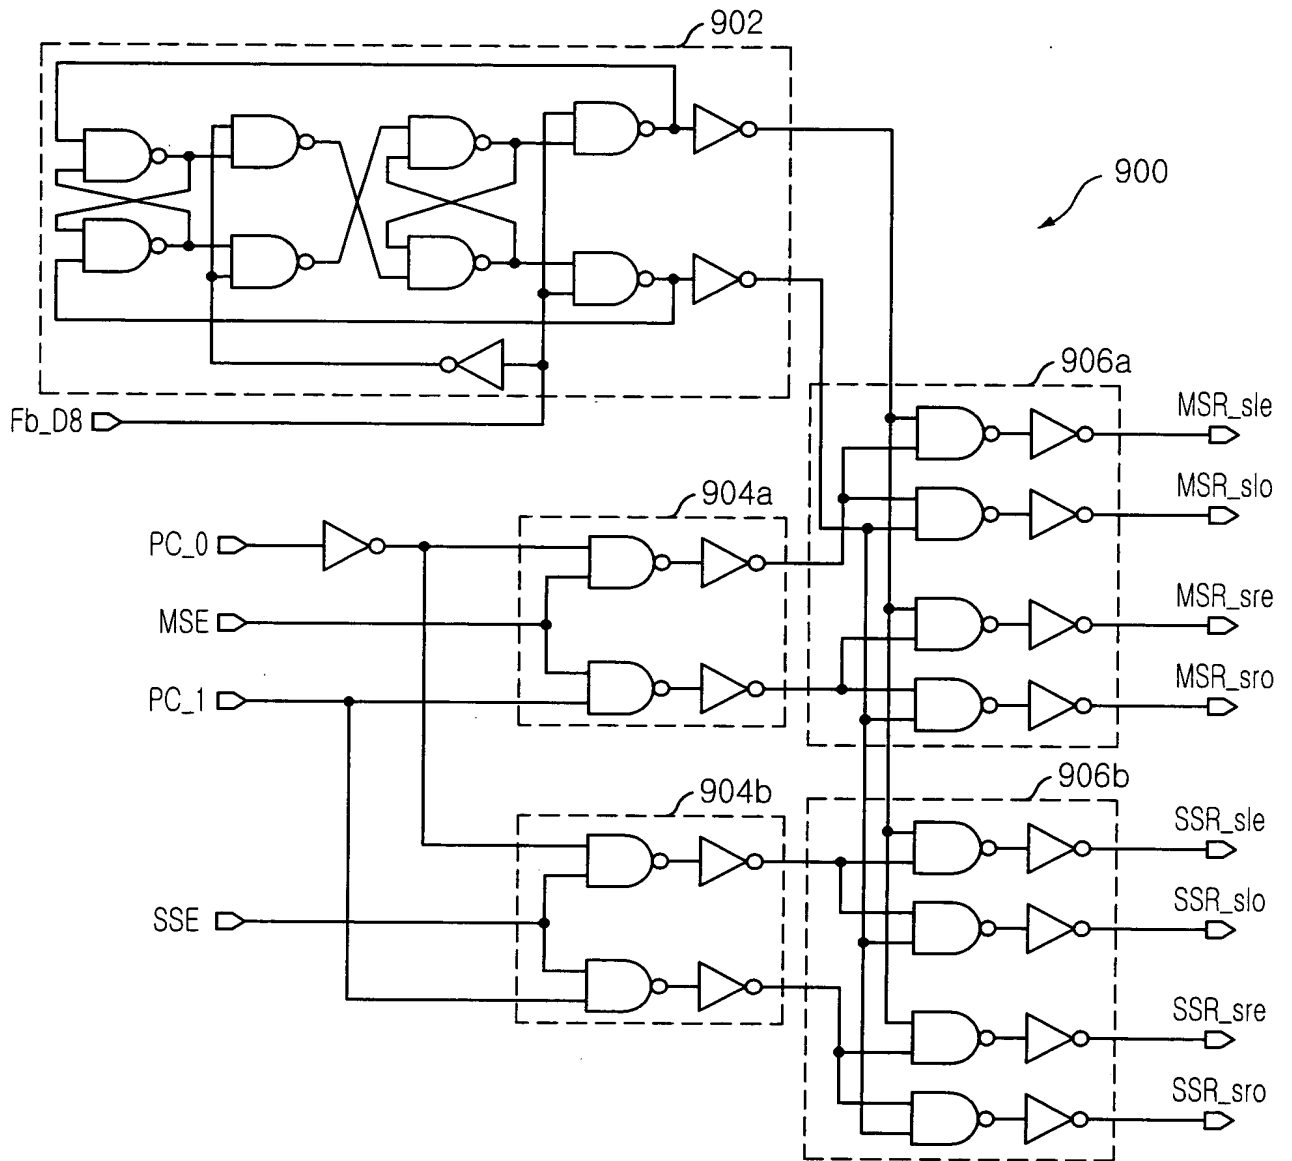 902
900
Fb_D8
906a
MSR_sle
MSR_slo
904a
PC_0
MSE
MSR_sre
PC_1
MSR_sro
904b
906b
SSR_sle
SSE
SSR_slo
SSR_sre
SSR_sro